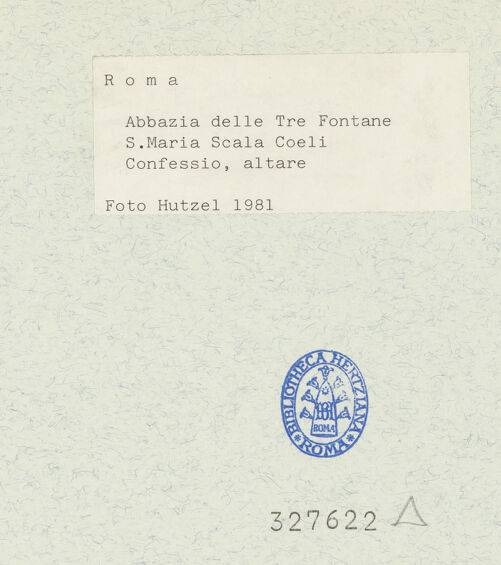 R o m a
Abbazia delle Tre Fontane
S.Maria Scala Coeli
Confessio, altare
Foto Hutzel 1981
BIBLIOTHECA HERTZIANA
ROMA
ROMA
327622